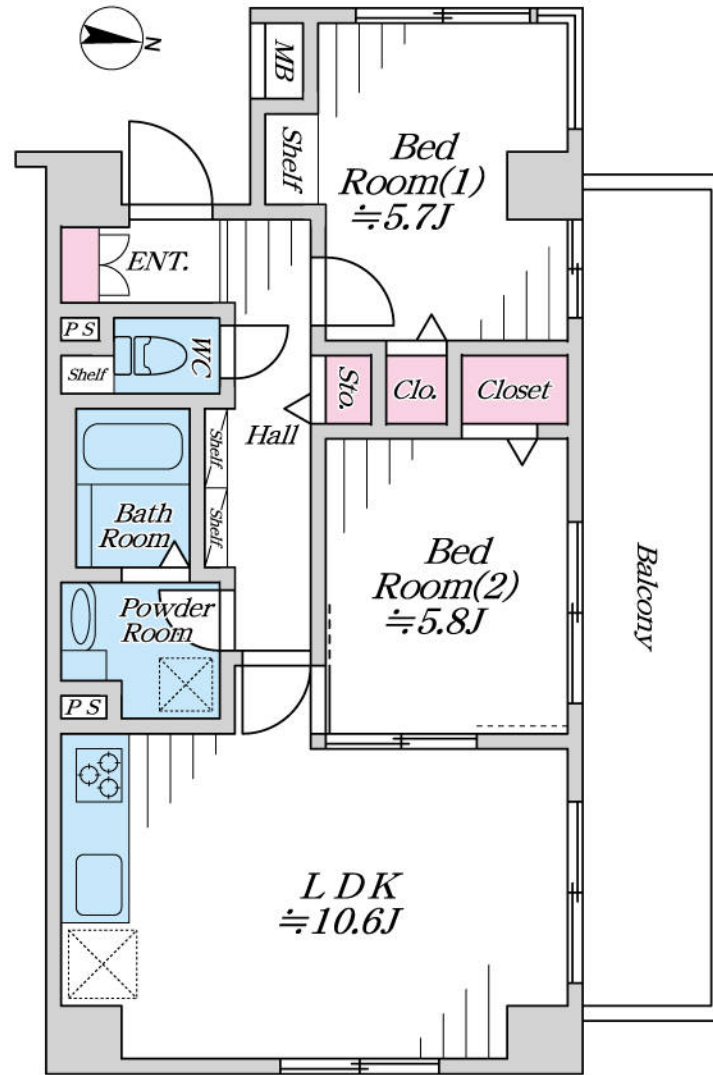 N
MB
Shelf
Bed
Room(1)
≒5.7J
ENT.
PS
WC
Shelf
Sto.
Clo.
Closet
Hall
Shelf
Shelf
Bath
Room
Bed
Room(2)
≒5.8J
Balcony
Powder
Room
PS
LDK
≒10.6J